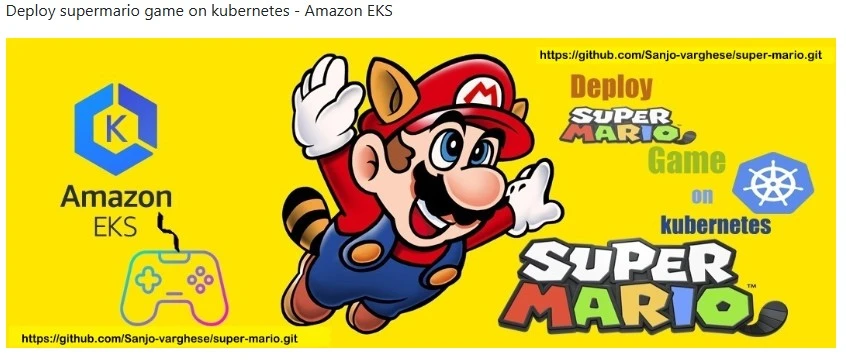 Deploy supermario game on kubernetes - Amazon EKS
https://github.com/Sanjo-varghese/super-mario.git
Deploy
SUPER
MARIO
Game
on
kubernetes
K
Amazon
EKS
M
SUPER
MARIO™
https://github.com/Sanjo-varghese/super-mario.git